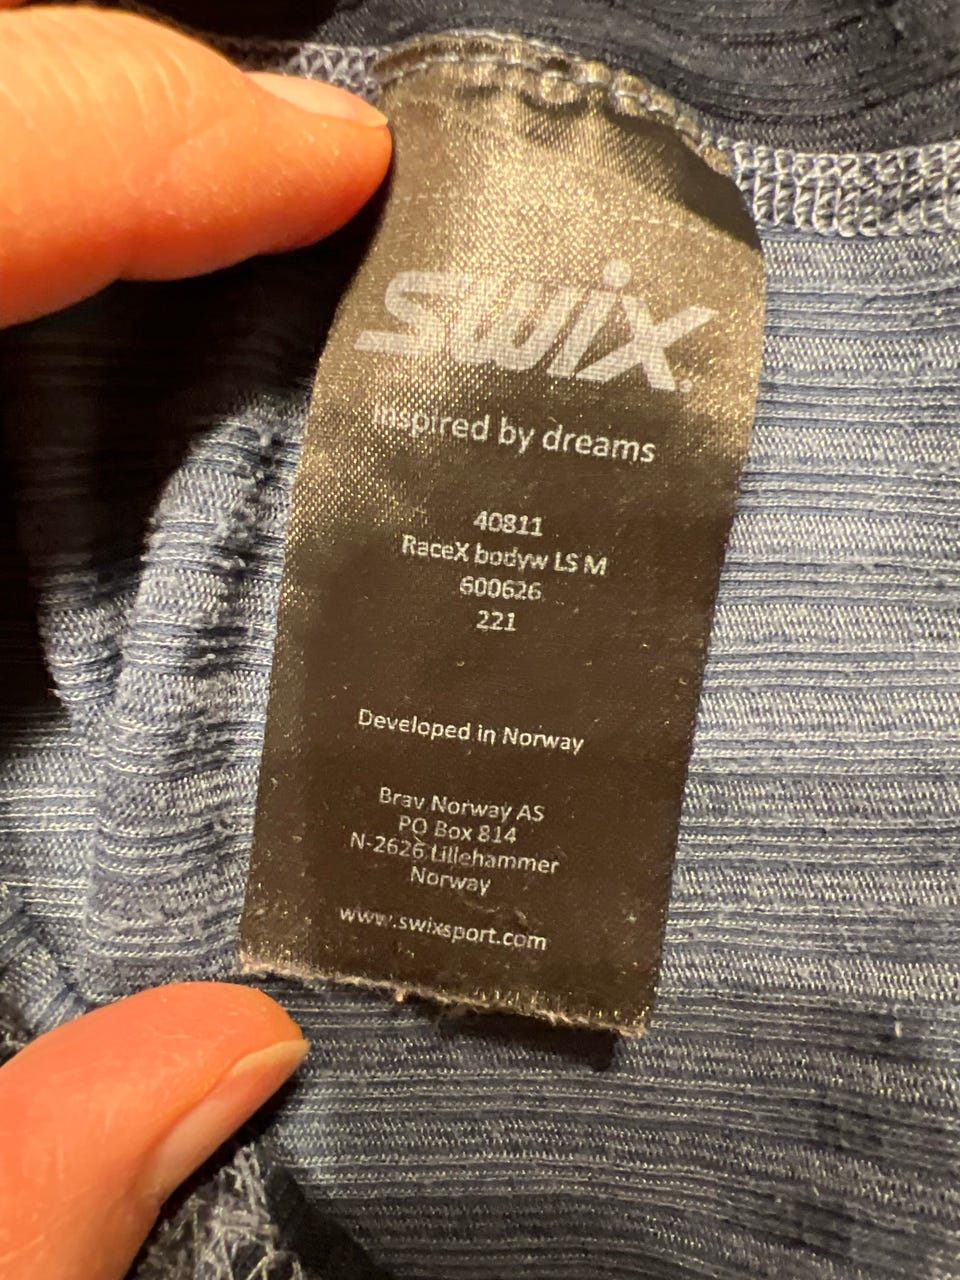 swix
Inspired by dreams
40811
RaceX bodyw LS M
600626
221
Developed in Norway
Brav Norway AS
PO Box 814
N-2626 Lillehammer
Norway
www.swixsport.com